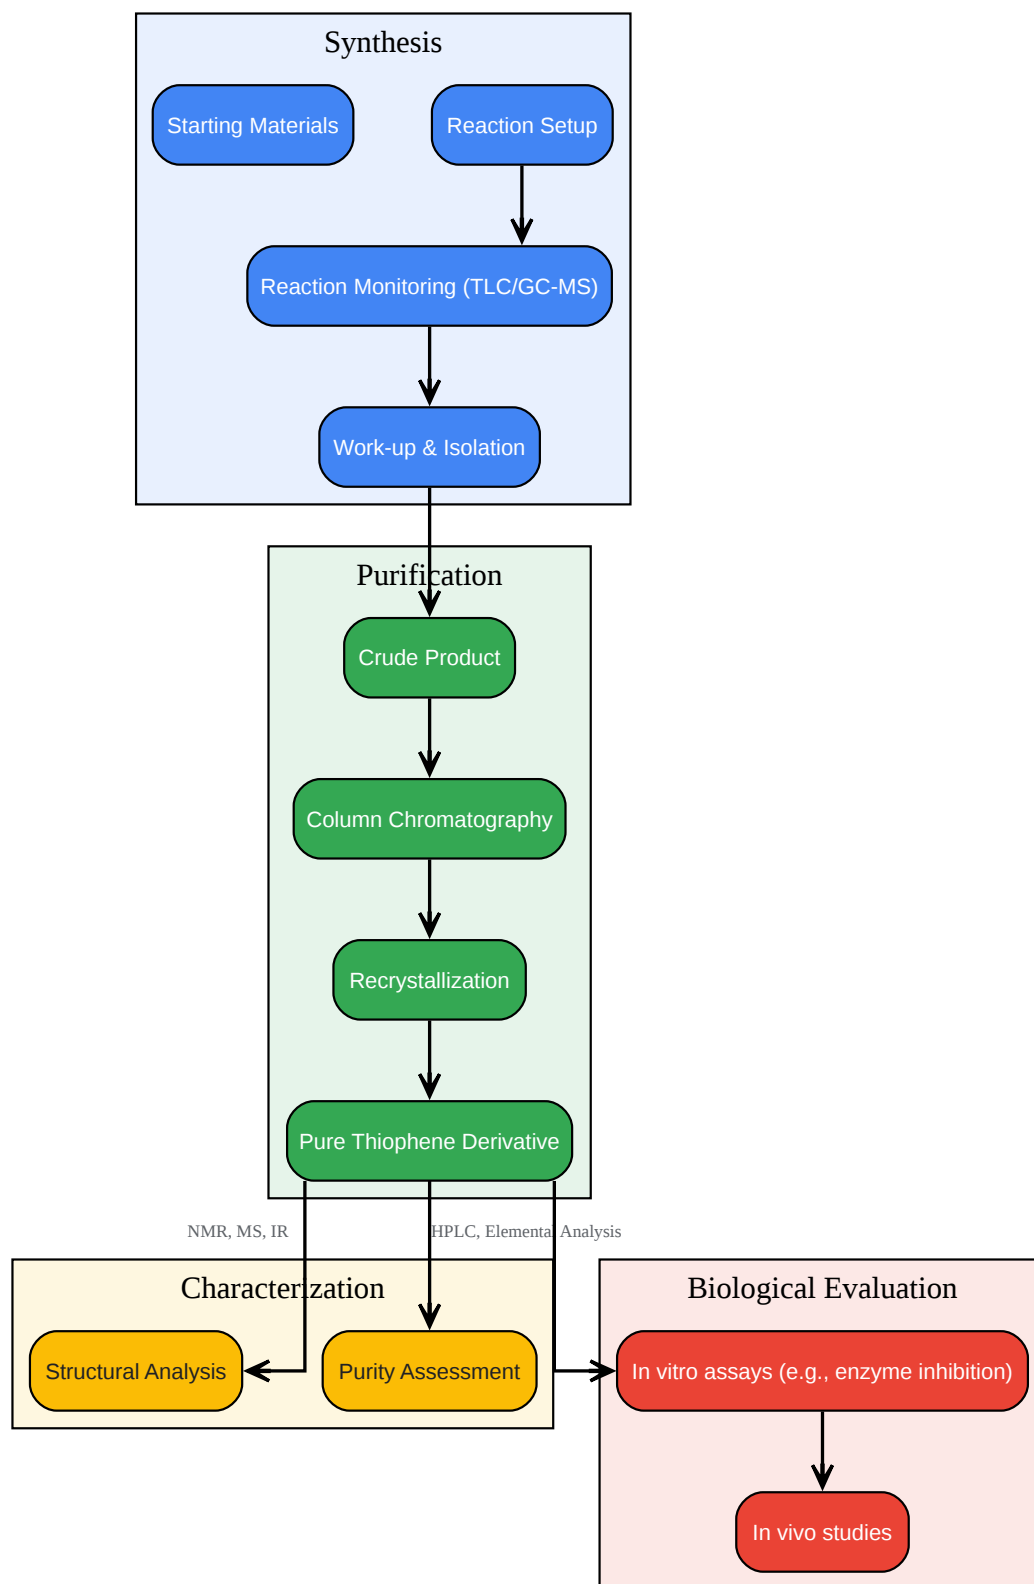 Synthesis
Starting Materials
Reaction Setup
Reaction Monitoring (TLC/GC-MS)
Work-up & Isolation
Purification
Crude Product
Column Chromatography
Recrystallization
Pure Thiophene Derivative
NMR, MS, IR
HPLC, Elemental Analysis
Characterization
Biological Evaluation
Structural Analysis
Purity Assessment
In vitro assays (e.g., enzyme inhibition)
In vivo studies